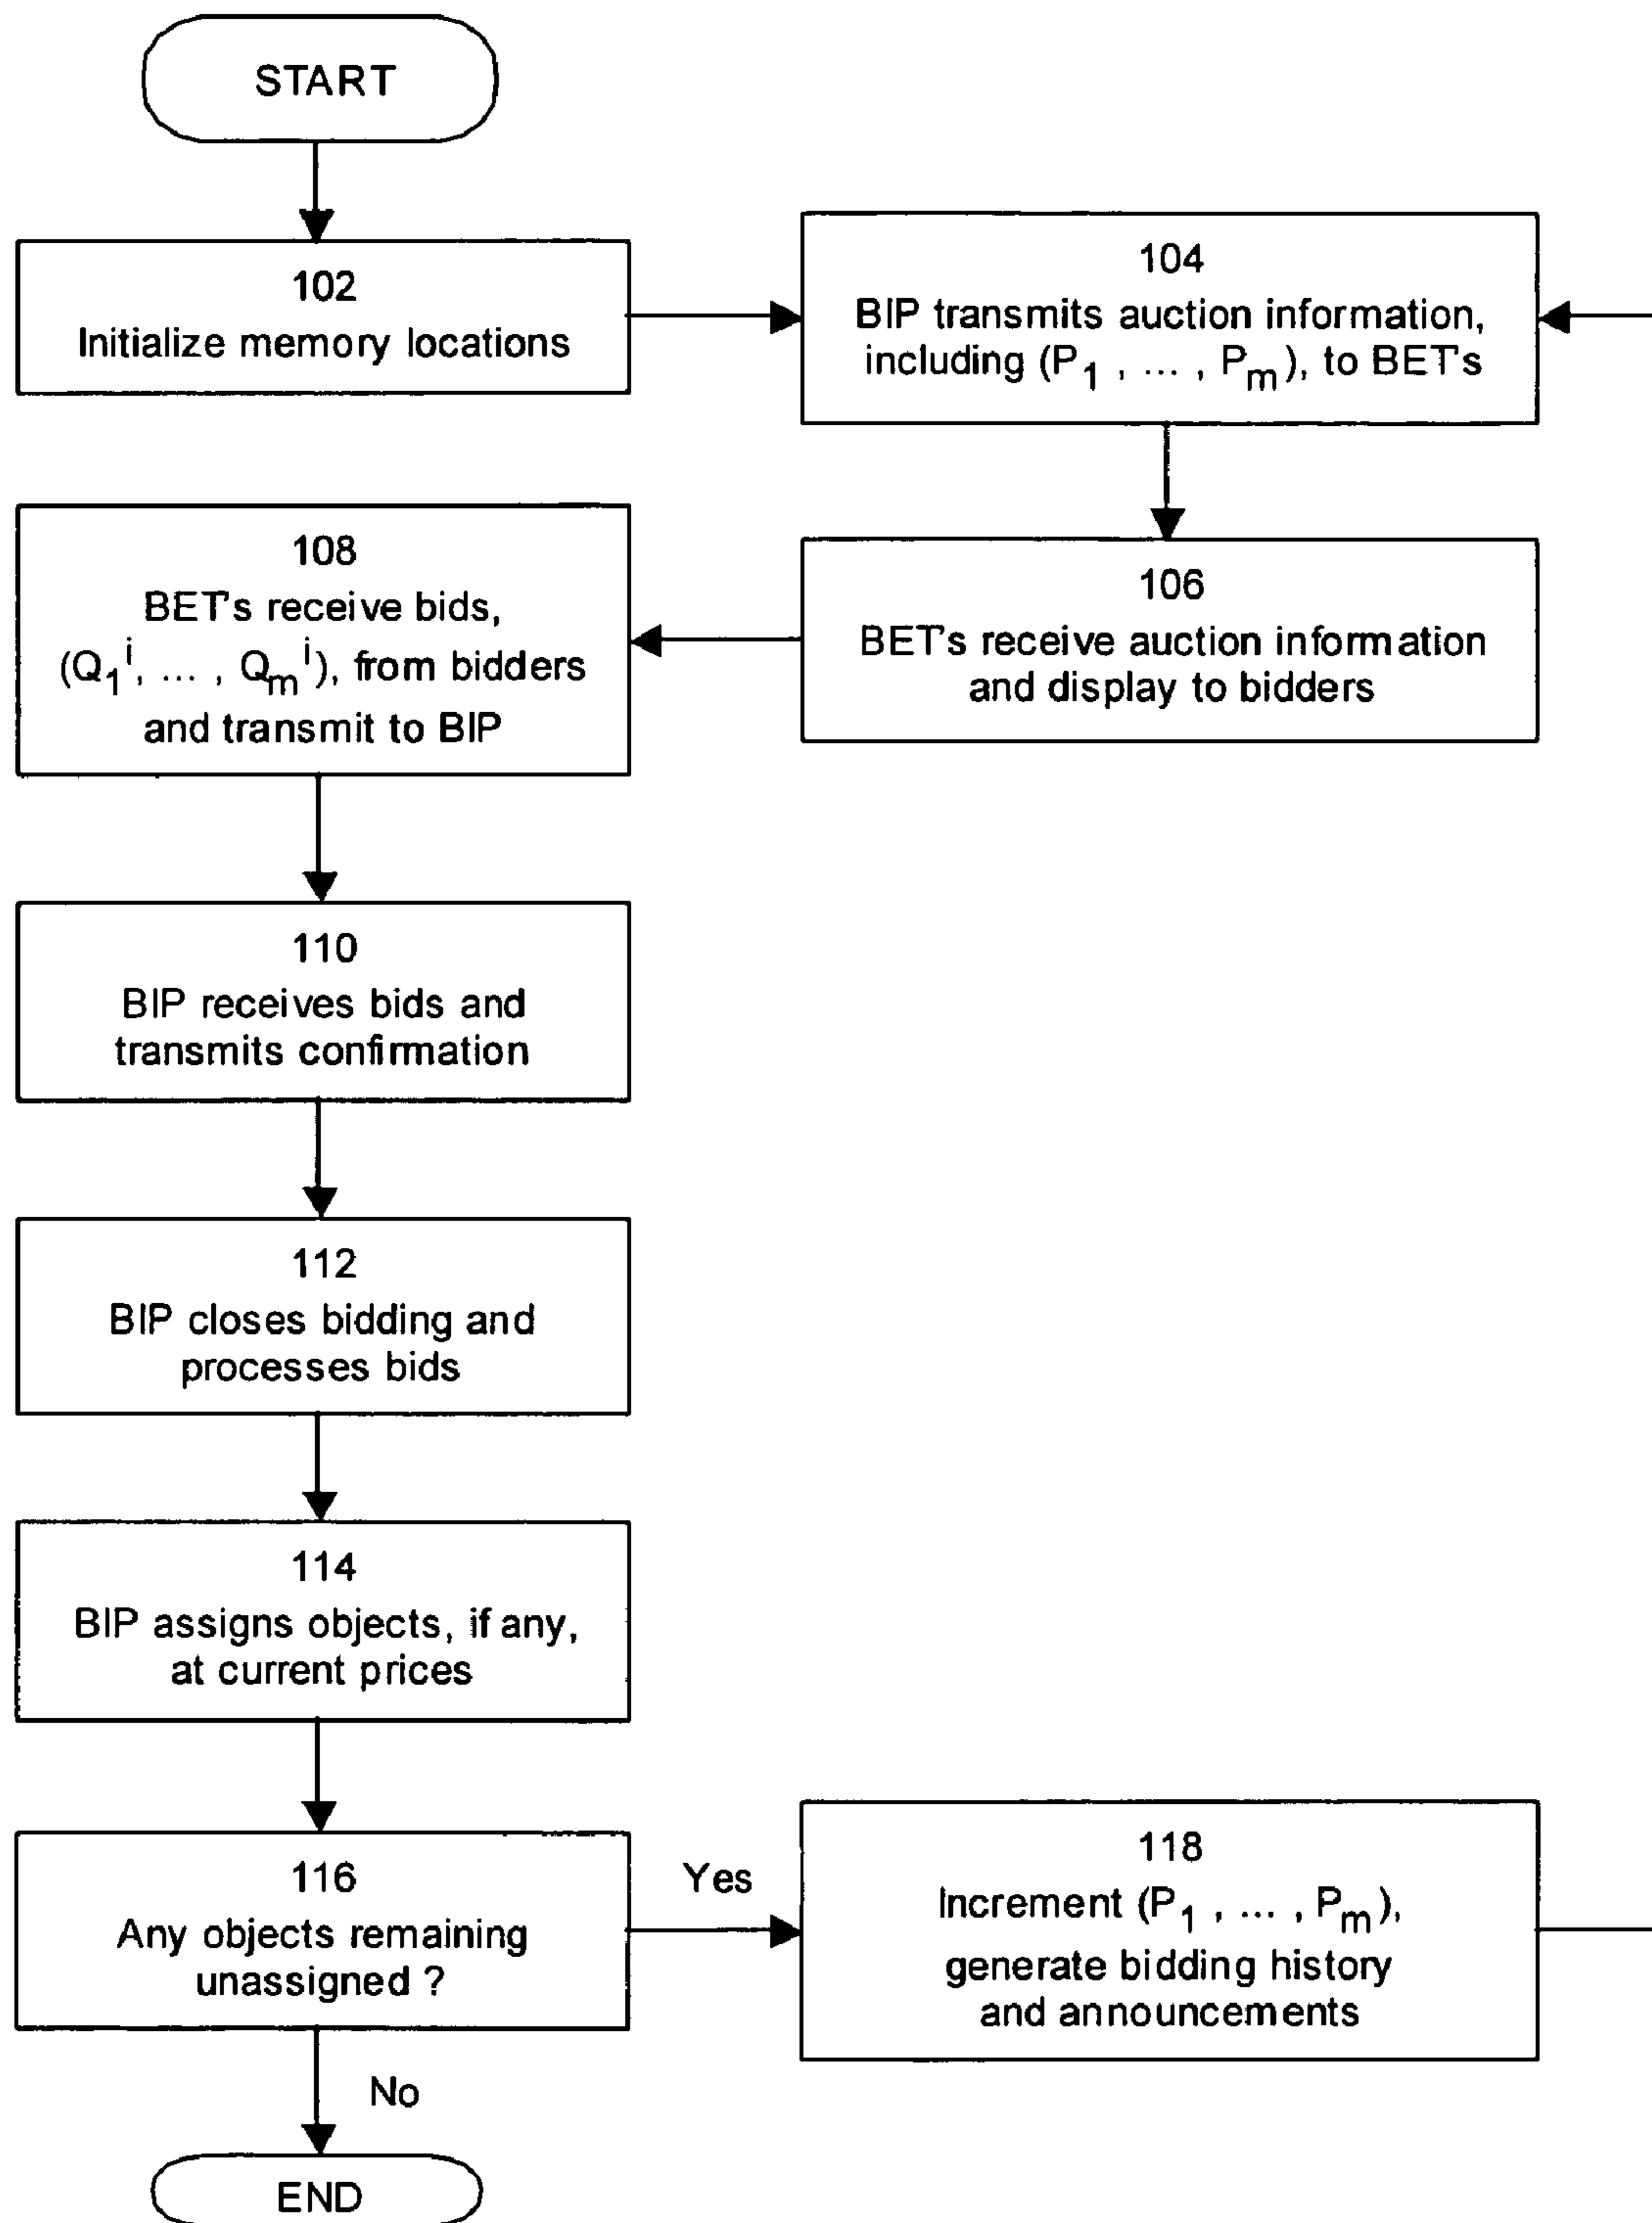 START
102
Initialize memory locations
104
BIP transmits auction information,
including (P₁ , ... , Pₘ), to BET's
106
BET's receive auction information
and display to bidders
108
BET's receive bids,
(Q₁ⁱ, ... , Qₘⁱ), from bidders
and transmit to BIP
110
BIP receives bids and
transmits confirmation
112
BIP closes bidding and
processes bids
114
BIP assigns objects, if any,
at current prices
116
Any objects remaining
unassigned ?
Yes
118
Increment (P₁ , ... , Pₘ),
generate bidding history
and announcements
No
END